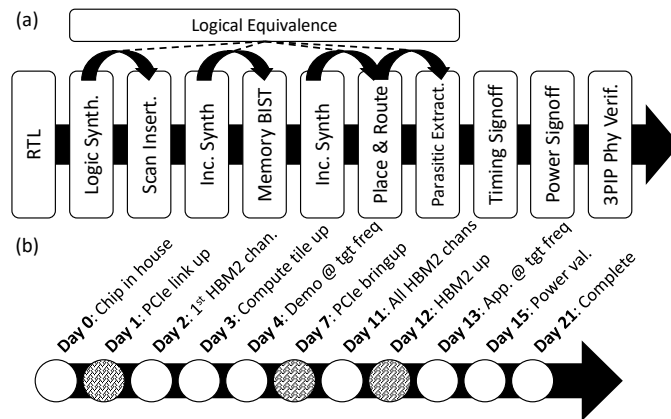 (a)
Logical Equivalence
RTL
Logic Synth.
Scan Insert.
Inc. Synth
Memory BIST
Inc. Synth
Place & Route
Parasitic Extract.
Timing Signoff
Power Signoff
3PIP Phy Verif.
(b)
Day 0: Chip in house
Day 1: PCIe link up
Day 2: 1st HBM2 chan.
Day 3: Compute tile up
Day 4: Demo @ tgt freq
Day 7: PCIe bringup
Day 11: All HBM2 chans
Day 12: HBM2 up
Day 13: App. @ tgt freq
Day 15: Power val.
Day 21: Complete